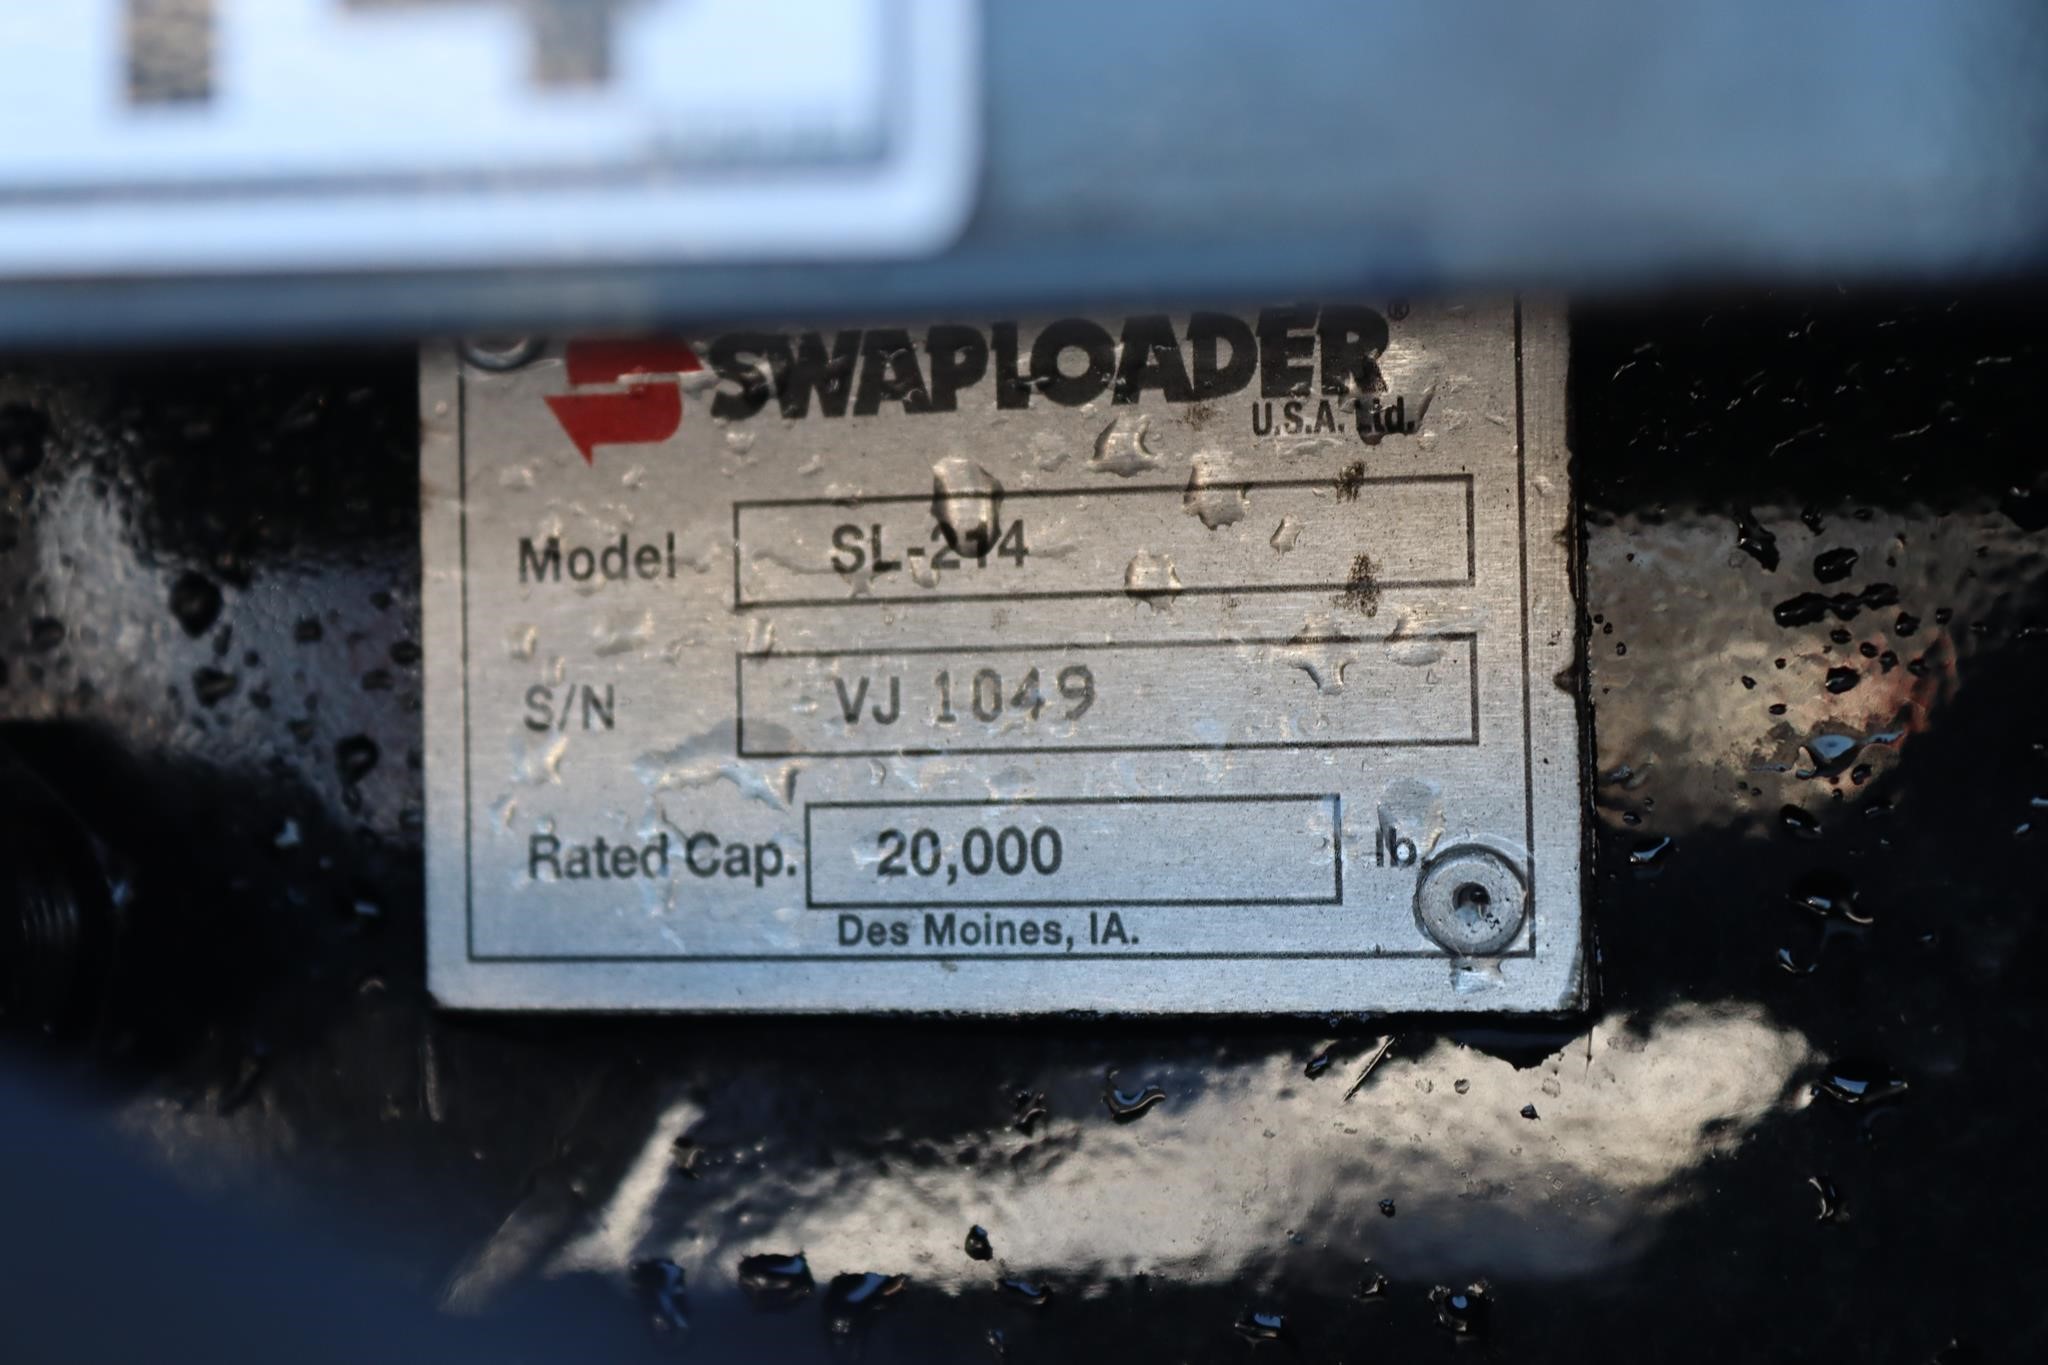 SWAPLOADER®
U.S.A. Ltd.
Model SL-214
S/N VJ 1049
Rated Cap. 20,000 lb.
Des Moines, IA.